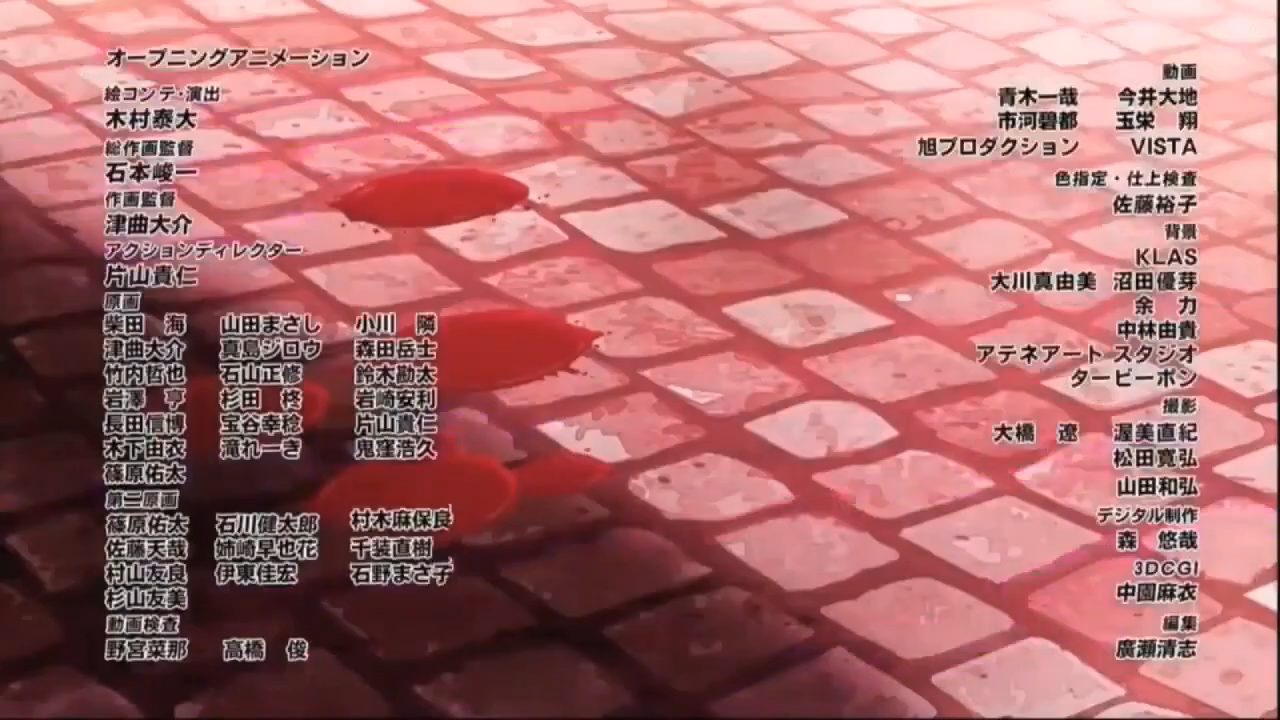 オープニングアニメーション
絵コンテ・演出
木村泰大
総作画監督
石本峻一
作画監督
津曲大介
アクションディレクター
片山貴仁
原画
柴田 海 山田まさし 小川 隣
津曲大介 真島ジロウ 森田岳士
竹内哲也 石山正修 鈴木勘太
岩澤 亨 杉田 柊 岩崎安利
長田信博 宝谷幸稔 片山貴仁
木下由衣 滝れーき 鬼窪浩久
篠原佑太
第二原画
篠原佑太 石川健太郎 村木麻保良
佐藤天哉 姉崎早也花 千装直樹
村山友良 伊東佳宏 石野まさ子
杉山友美
動画検査
野宮菜那 高橋 俊
動画
青木一哉 今井大地
市河碧都 玉栄 翔
旭プロダクション VISTA
色指定・仕上検査
佐藤裕子
背景
KLAS
大川真由美 沼田優芽
余 力
中林由貴
アテネアート スタジオ
ターピーポン
撮影
大橋 遼 渥美直紀
松田寛弘
山田和弘
デジタル制作
森 悠哉
3DCGI
中園麻衣
編集
廣瀬清志